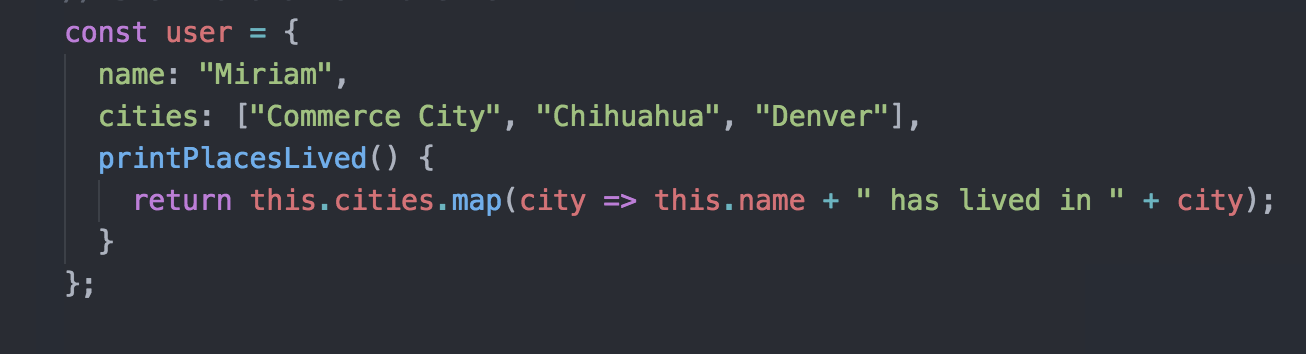 const user = {
name: "Miriam",
cities: ["Commerce City", "Chihuahua", "Denver"],
printPlacesLived() {
return this.cities.map(city => this.name + " has lived in " + city);
}
};